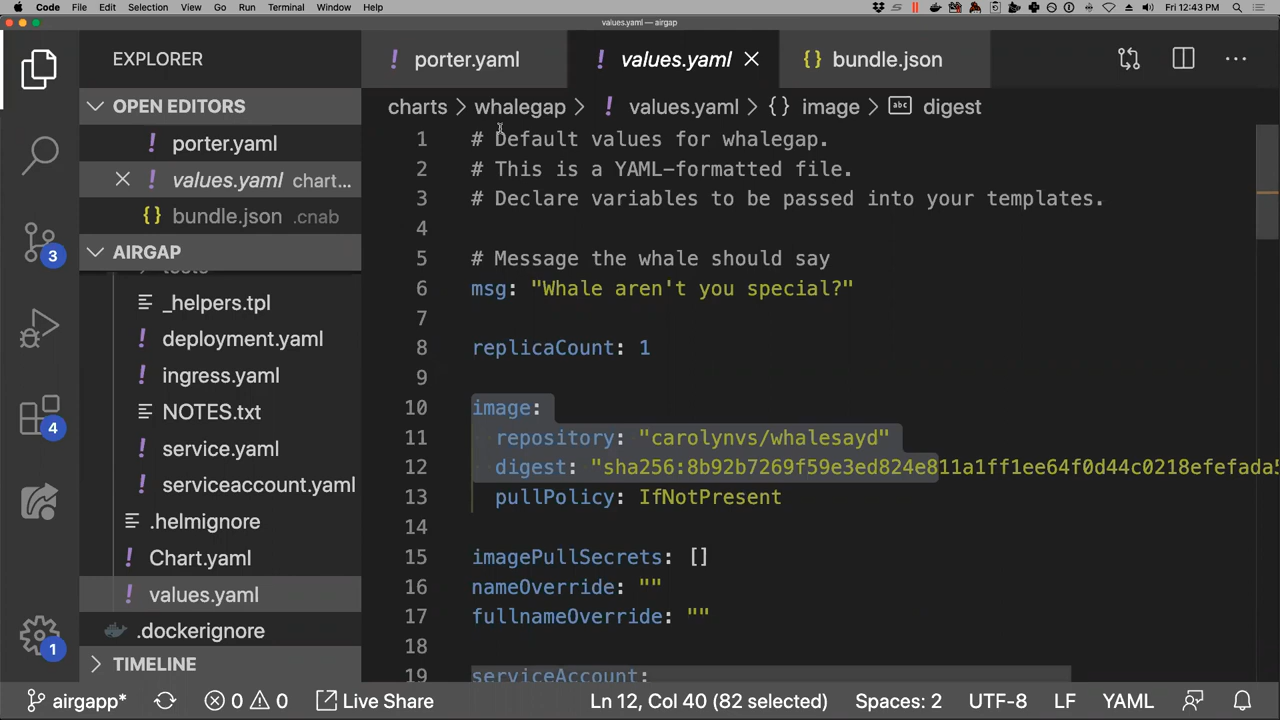 Code File Edit Selection View Go Run Terminal Window Help
Fri 12:43 PM
values.yaml — airgap
EXPLORER
OPEN EDITORS
! porter.yaml
! values.yaml chart...
{} bundle.json .cnab
AIRGAP
_helpers.tpl
! deployment.yaml
! ingress.yaml
NOTES.txt
! service.yaml
! serviceaccount.yaml
.helmignore
! Chart.yaml
! values.yaml
.dockerignore
TIMELINE
3
4
1
! porter.yaml
! values.yaml
{} bundle.json
charts > whalegap > ! values.yaml > {} image > abc digest
1 # Default values for whalegap.
2 # This is a YAML-formatted file.
3 # Declare variables to be passed into your templates.
4
5 # Message the whale should say
6 msg: "Whale aren't you special?"
7
8 replicaCount: 1
9
10 image:
11 repository: "carolynvs/whalesayd"
12 digest: "sha256:8b92b7269f59e3ed824e811a1ff1ee64f0d44c0218efefada5
13 pullPolicy: IfNotPresent
14
15 imagePullSecrets: []
16 nameOverride: ""
17 fullnameOverride: ""
18
19 serviceAccount:
airgapp* 0 0 Live Share Ln 12, Col 40 (82 selected) Spaces: 2 UTF-8 LF YAML